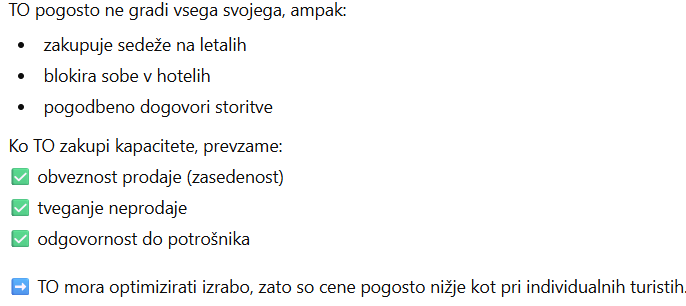 TO pogosto ne gradi vsega svojega, ampak:
• zakupuje sedeže na letalih
• blokira sobe v hotelih
• pogodbeno dogovori storitve
Ko TO zakupi kapacitete, prevzame:
✅ obveznost prodaje (zasedenost)
✅ tveganje neprodaje
✅ odgovornost do potrošnika
➡️ TO mora optimizirati izrabo, zato so cene pogosto nižje kot pri individualnih turistih.